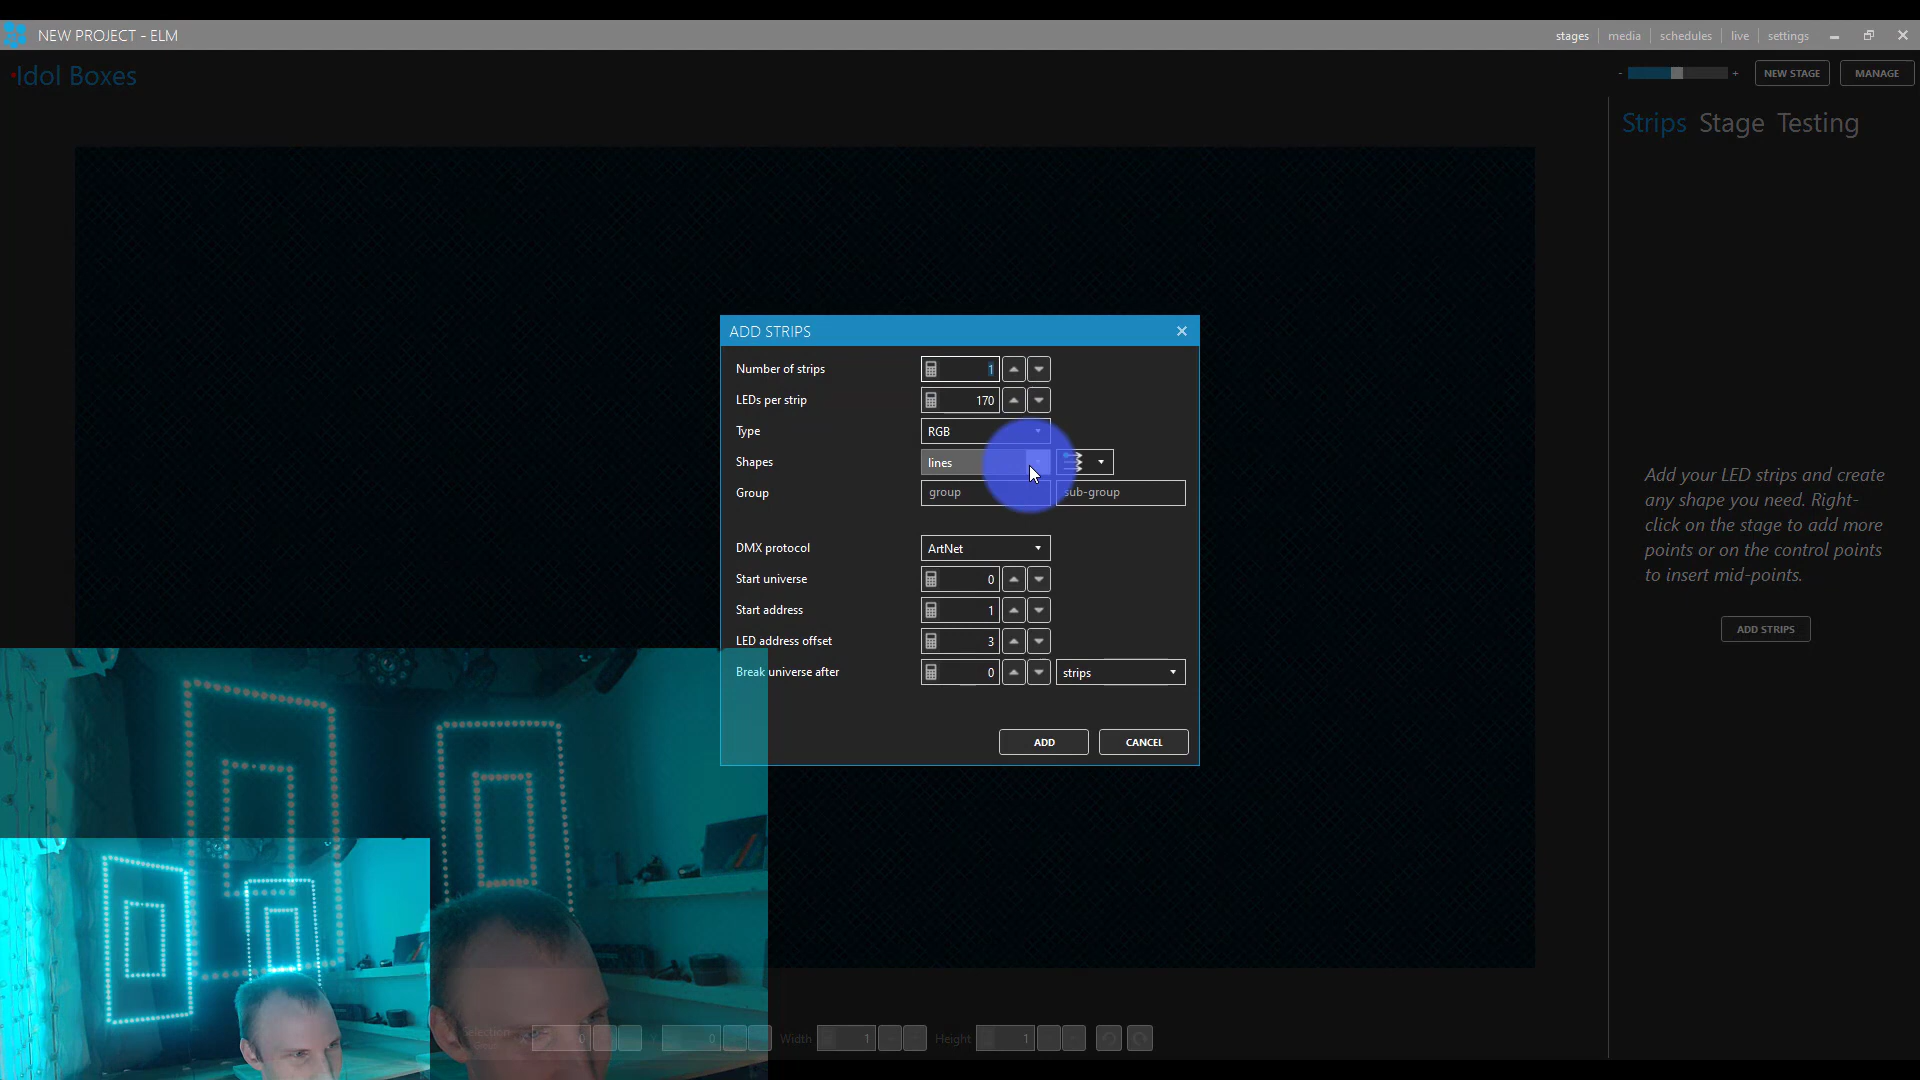 NEW PROJECT - ELM
stages
media
schedules
live
settings
Idol Boxes
-
+
NEW STAGE
MANAGE
Strips
Stage
Testing
ADD STRIPS
Number of strips
1
LEDs per strip
170
Type
RGB
Shapes
lines
Group
group
sub-group
DMX protocol
ArtNet
Start universe
0
Start address
1
LED address offset
3
Break universe after
0
strips
ADD
CANCEL
Add your LED strips and create
any shape you need. Right-
click on the stage to add more
points or on the control points
to insert mid-points.
ADD STRIPS
Selection
0
0
Width
1
Height
1